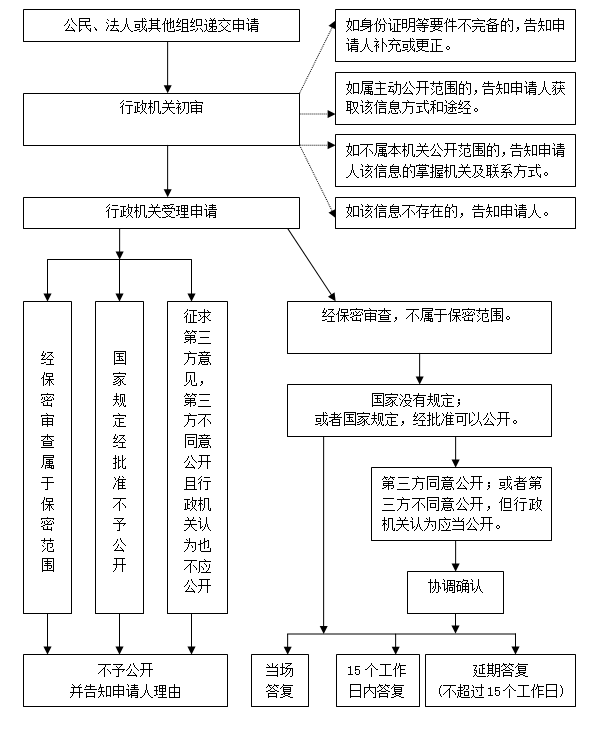 公民、法人或其他组织递交申请
如身份证明等要件不完备的，告知申
请人补充或更正。
行政机关初审
如属主动公开范围的，告知申请人获
取该信息方式和途经。
如不属本机关公开范围的，告知申请
人该信息的掌握机关及联系方式。
行政机关受理申请
如该信息不存在的，告知申请人。
经保密审查属于保密范围
国家规定经批准不予公开
征求
第三
方意
见，
第三
方不
同意
公开
且行
政机
关认
为也
不应
公开
经保密审查，不属于保密范围。
国家没有规定；
或者国家规定，经批准可以公开。
第三方同意公开；或者第
三方不同意公开，但行政
机关认为应当公开。
协调确认
不予公开
并告知申请人理由
当场
答复
15个工作
日内答复
延期答复
（不超过15个工作日）